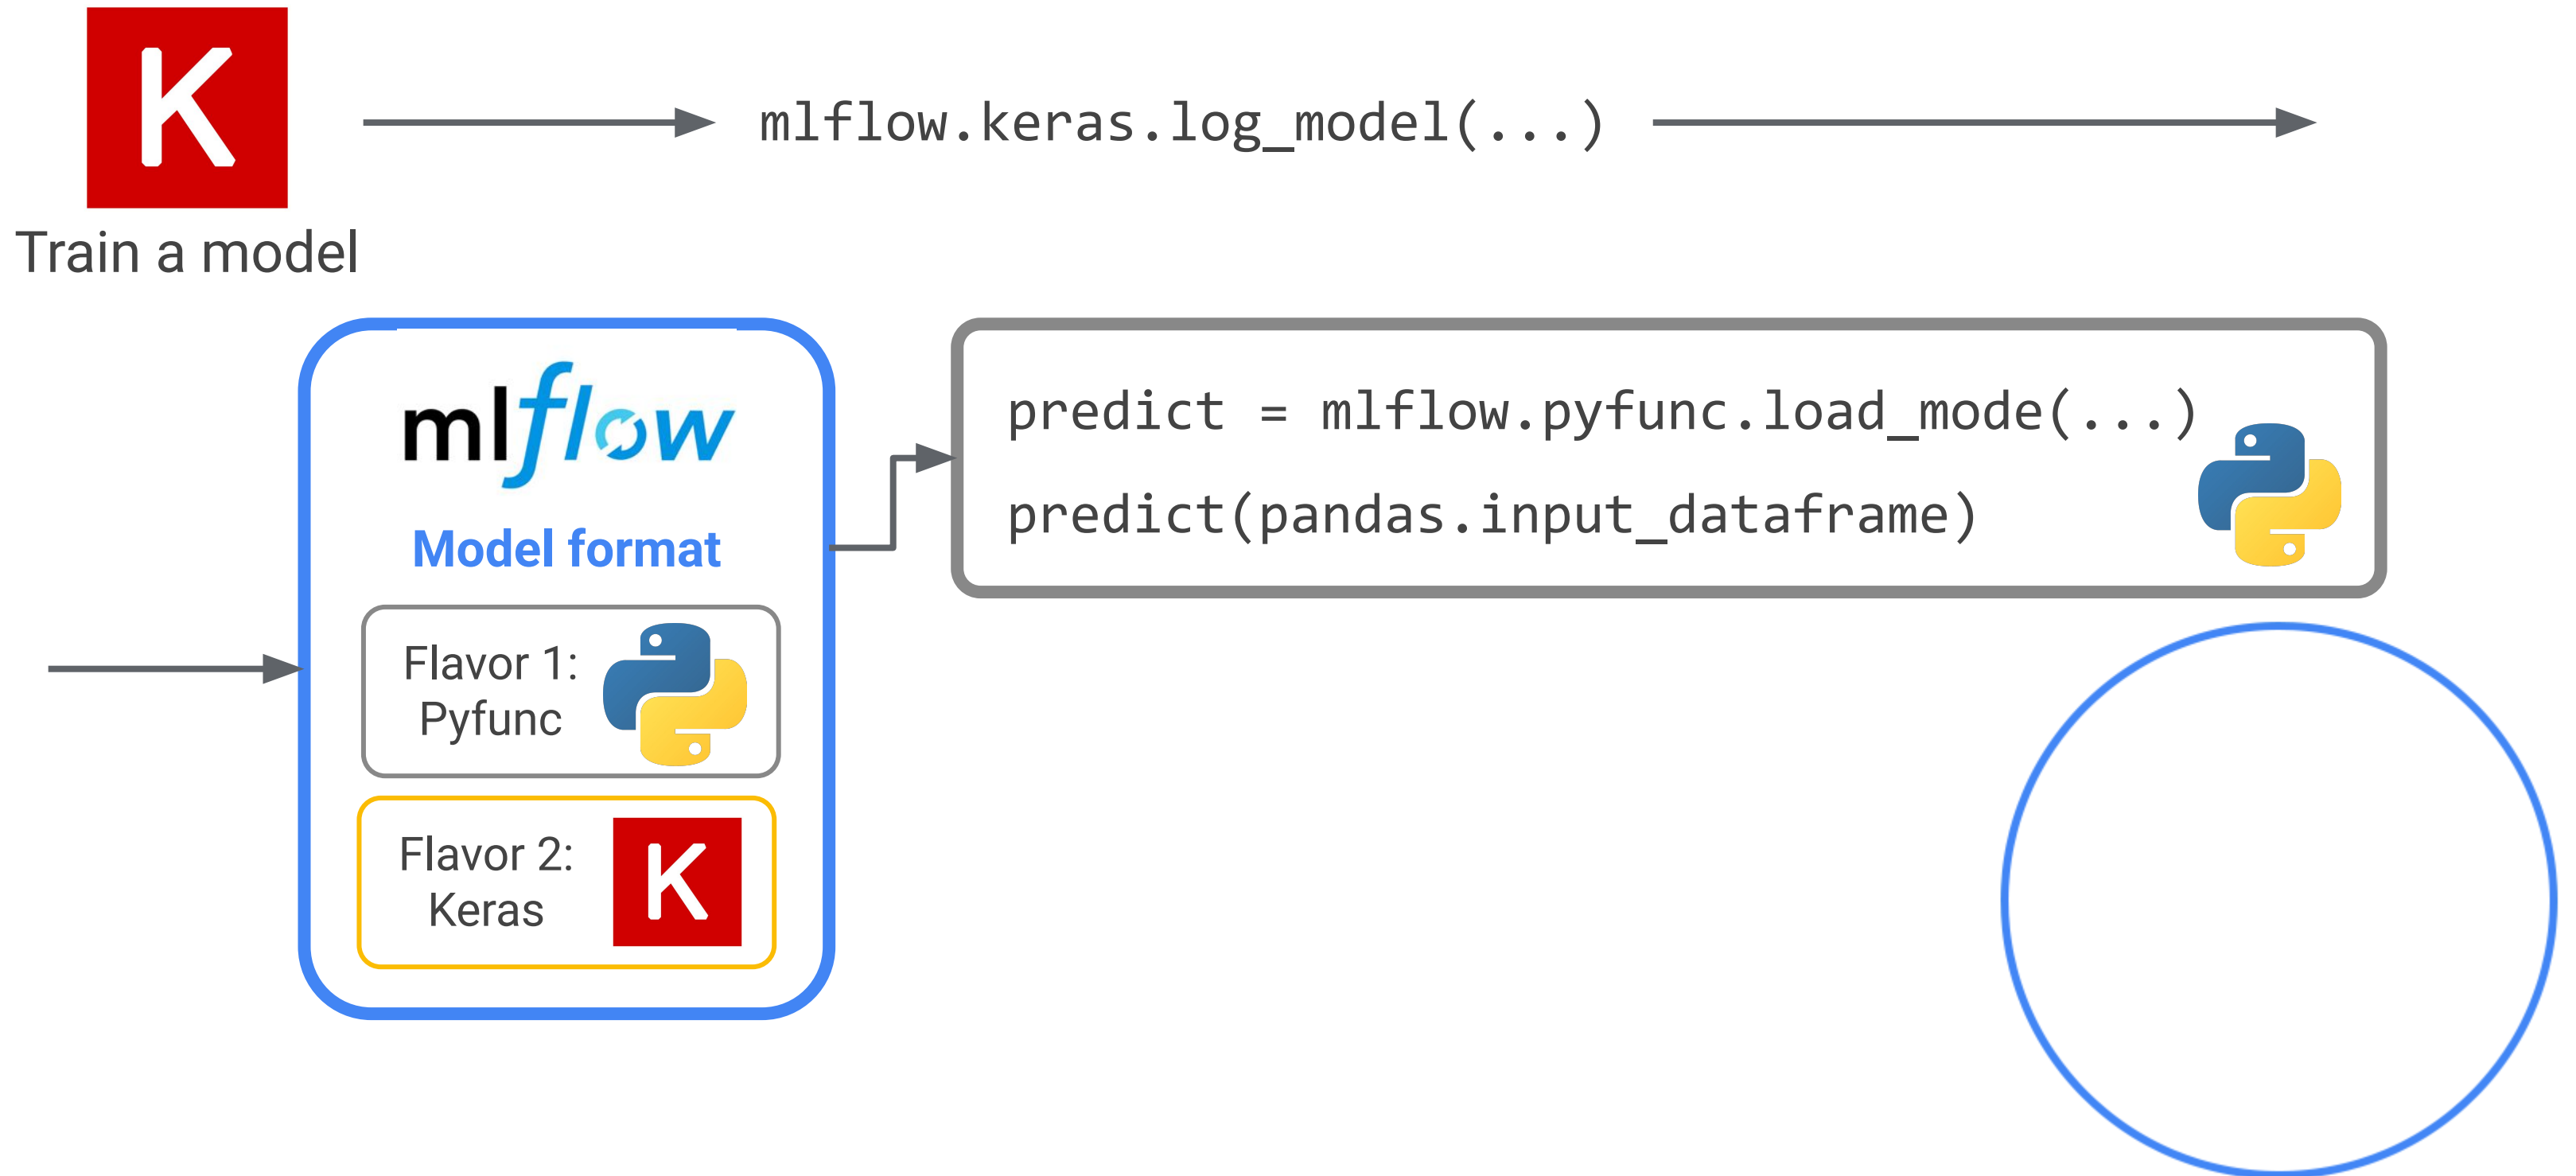 K
mlflow.keras.log_model(...)
Train a model
mlflow
Model format
Flavor 1:
Pyfunc
Flavor 2:
Keras
K
predict = mlflow.pyfunc.load_mode(...)
predict(pandas.input_dataframe)